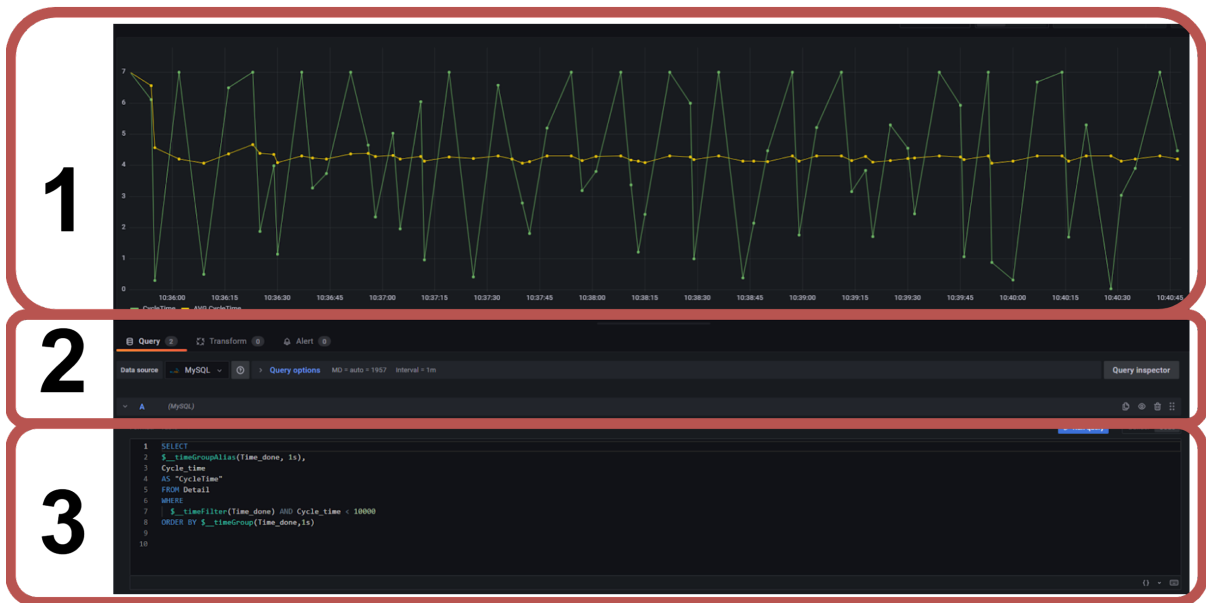 1
7
6
5
4
3
2
1
0
10:36:00 10:36:15 10:36:30 10:36:45 10:37:00 10:37:15 10:37:30 10:37:45 10:38:00 10:38:15 10:38:30 10:38:45 10:39:00 10:39:15 10:39:30 10:39:45 10:40:00 10:40:15 10:40:30 10:40:45
CycleTime AVG CycleTime
2
Query 2 Transform 0 Alert 0
Data source MySQL Query options MD = auto = 1957 Interval = 1m Query inspector
A (MySQL)
3
1 SELECT
2 $__timeGroupAlias(Time_done, 1s),
3 Cycle_time
4 AS "CycleTime"
5 FROM Detail
6 WHERE
7 $__timeFilter(Time_done) AND Cycle_time < 10000
8 ORDER BY $__timeGroup(Time_done,1s)
9
10